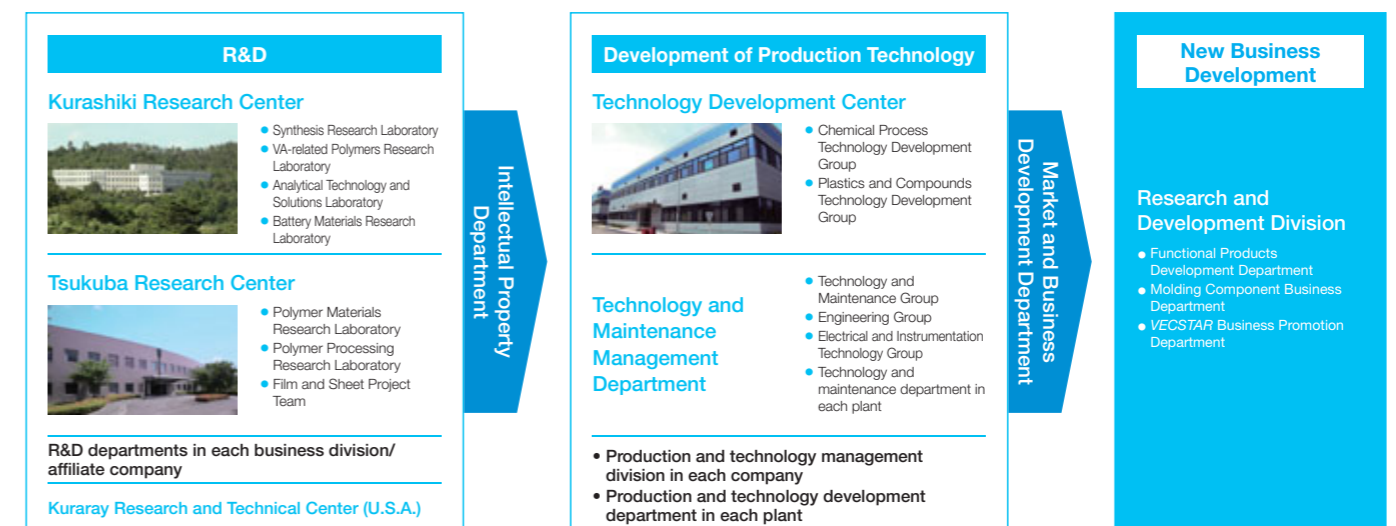 R&D
Kurashiki Research Center
● Synthesis Research Laboratory
● VA-related Polymers Research
Laboratory
● Analytical Technology and
Solutions Laboratory
● Battery Materials Research
Laboratory
Tsukuba Research Center
● Polymer Materials
Research Laboratory
● Polymer Processing
Research Laboratory
● Film and Sheet Project
Team
R&D departments in each business division/
affiliate company
Kuraray Research and Technical Center (U.S.A.)
Intellectual Property
Department
Development of Production Technology
Technology Development Center
● Chemical Process
Technology Development
Group
● Plastics and Compounds
Technology Development
Group
Technology and
Maintenance
Management
Department
● Technology and
Maintenance Group
● Engineering Group
● Electrical and Instrumentation
Technology Group
● Technology and
maintenance department in
each plant
• Production and technology management
division in each company
• Production and technology development
department in each plant
Market and Business
Development Department
New Business
Development
Research and
Development Division
● Functional Products
Development Department
● Molding Component Business
Department
● VECSTAR Business Promotion
Department